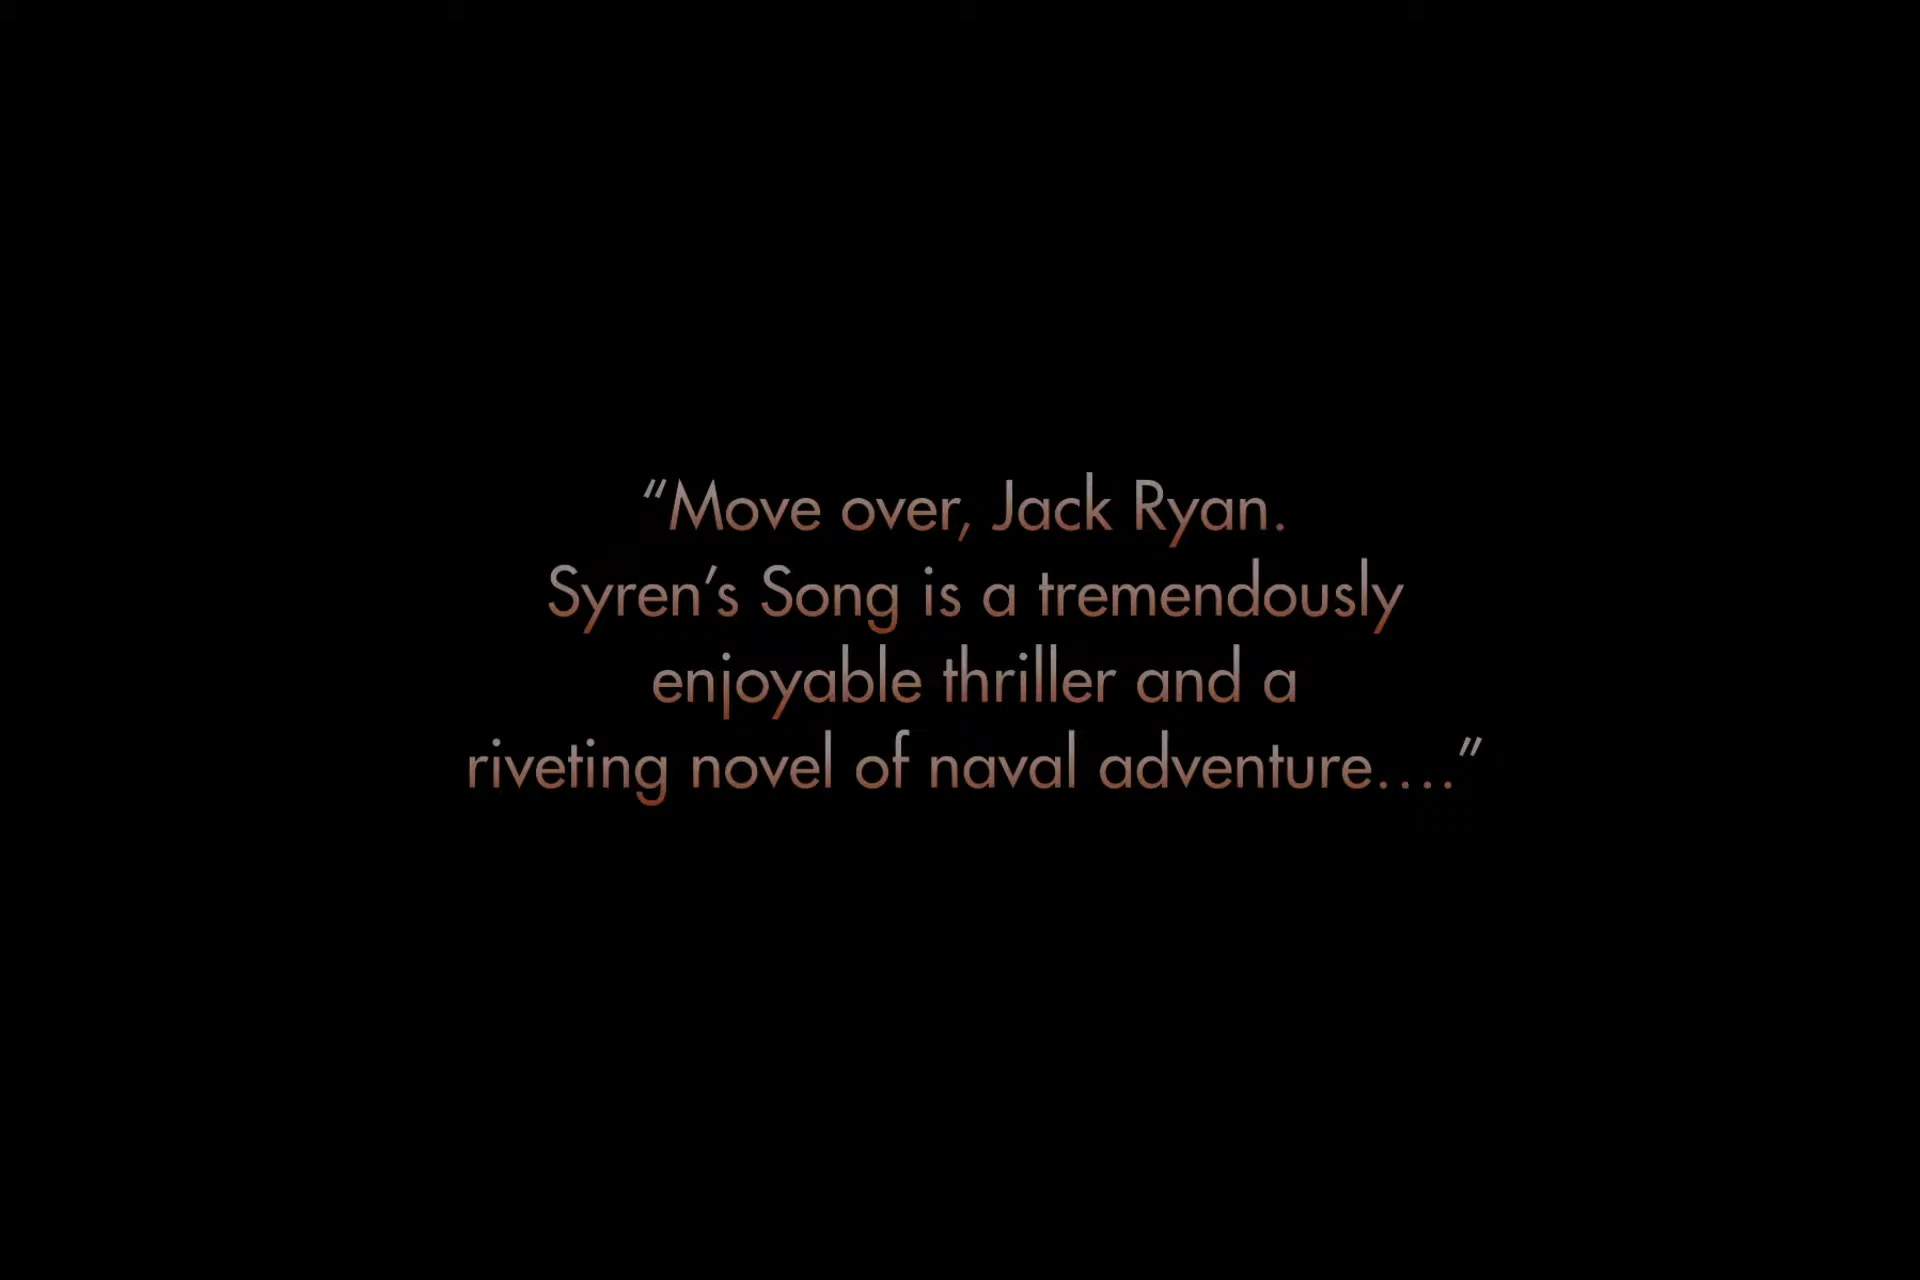 “Move over, Jack Ryan.
Syren’s Song is a tremendously
enjoyable thriller and a
riveting novel of naval adventure....”